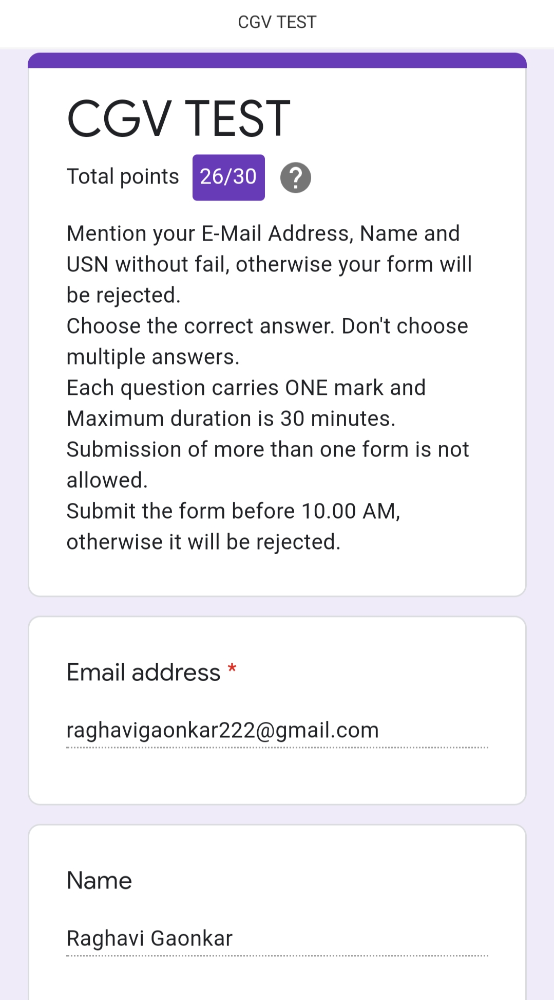 CGV TEST
CGV TEST
Total points 26/30 ?
Mention your E-Mail Address, Name and
USN without fail, otherwise your form will
be rejected.
Choose the correct answer. Don't choose
multiple answers.
Each question carries ONE mark and
Maximum duration is 30 minutes.
Submission of more than one form is not
allowed.
Submit the form before 10.00 AM,
otherwise it will be rejected.
Email address *
raghavigaonkar222@gmail.com
Name
Raghavi Gaonkar